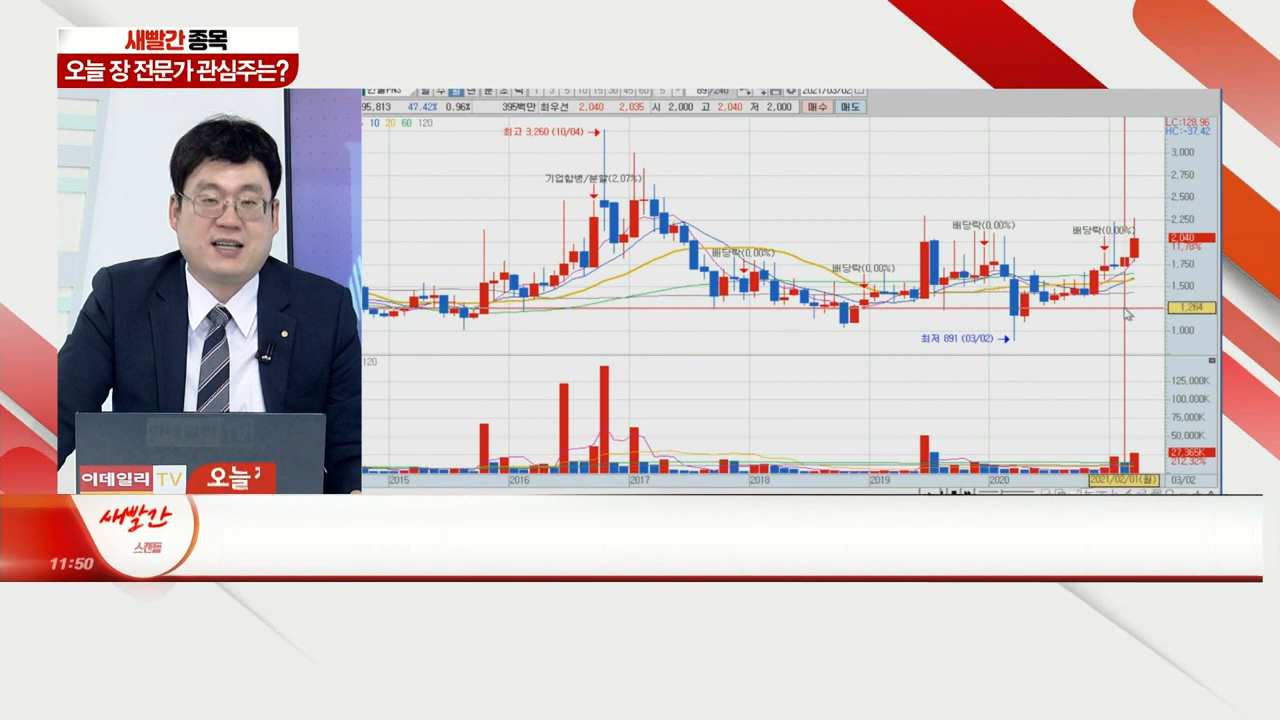 새빨간 종목
오늘 장 전문가 관심주는?
95,813 47.42% 0.96% 395백만 최우선 2,040 2,035 시 2,000 고 2,040 저 2,000 매수 매도
10 20 60 120
LC:128.96
HC:-37.42
최고 3,260 (10/04)
3,000
기업합병/분할(2.07%)
2,750
2,500
배당락(0.00%)
2,250
배당락(0.00%)
2,040
11.78%
배당락(0.00%)
배당락(0.00%)
1,750
1,500
1,264
최저 891 (03/02)
1,000
120
125,000K
100,000K
75,000K
50,000K
27,369K
212.32%
2015 2016 2017 2018 2019 2020 2021/02/01(월) 03/02
이데일리 TV
오늘
새빨간
스캔들
11:50